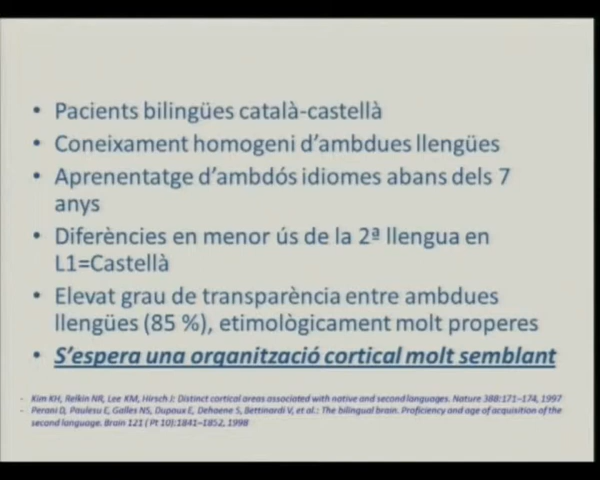 • Pacients bilingües català-castellà
• Coneixament homogeni d'ambdues llengües
• Aprenentatge d'ambdós idiomes abans dels 7
anys
• Diferències en menor ús de la 2ª llengua en
L1=Castellà
• Elevat grau de transparència entre ambdues
llengües (85 %), etimològicament molt properes
• S'espera una organització cortical molt semblant
- Kim KH, Relkin NR, Lee KM, Hirsch J: Distinct cortical areas associated with native and second languages. Nature 388:171–174, 1997
- Perani D, Paulesu E, Galles NS, Dupoux E, Dehaene S, Bettinardi V, et al.: The bilingual brain. Proficiency and age of acquisition of the
second language. Brain 121 ( Pt 10):1841–1852, 1998